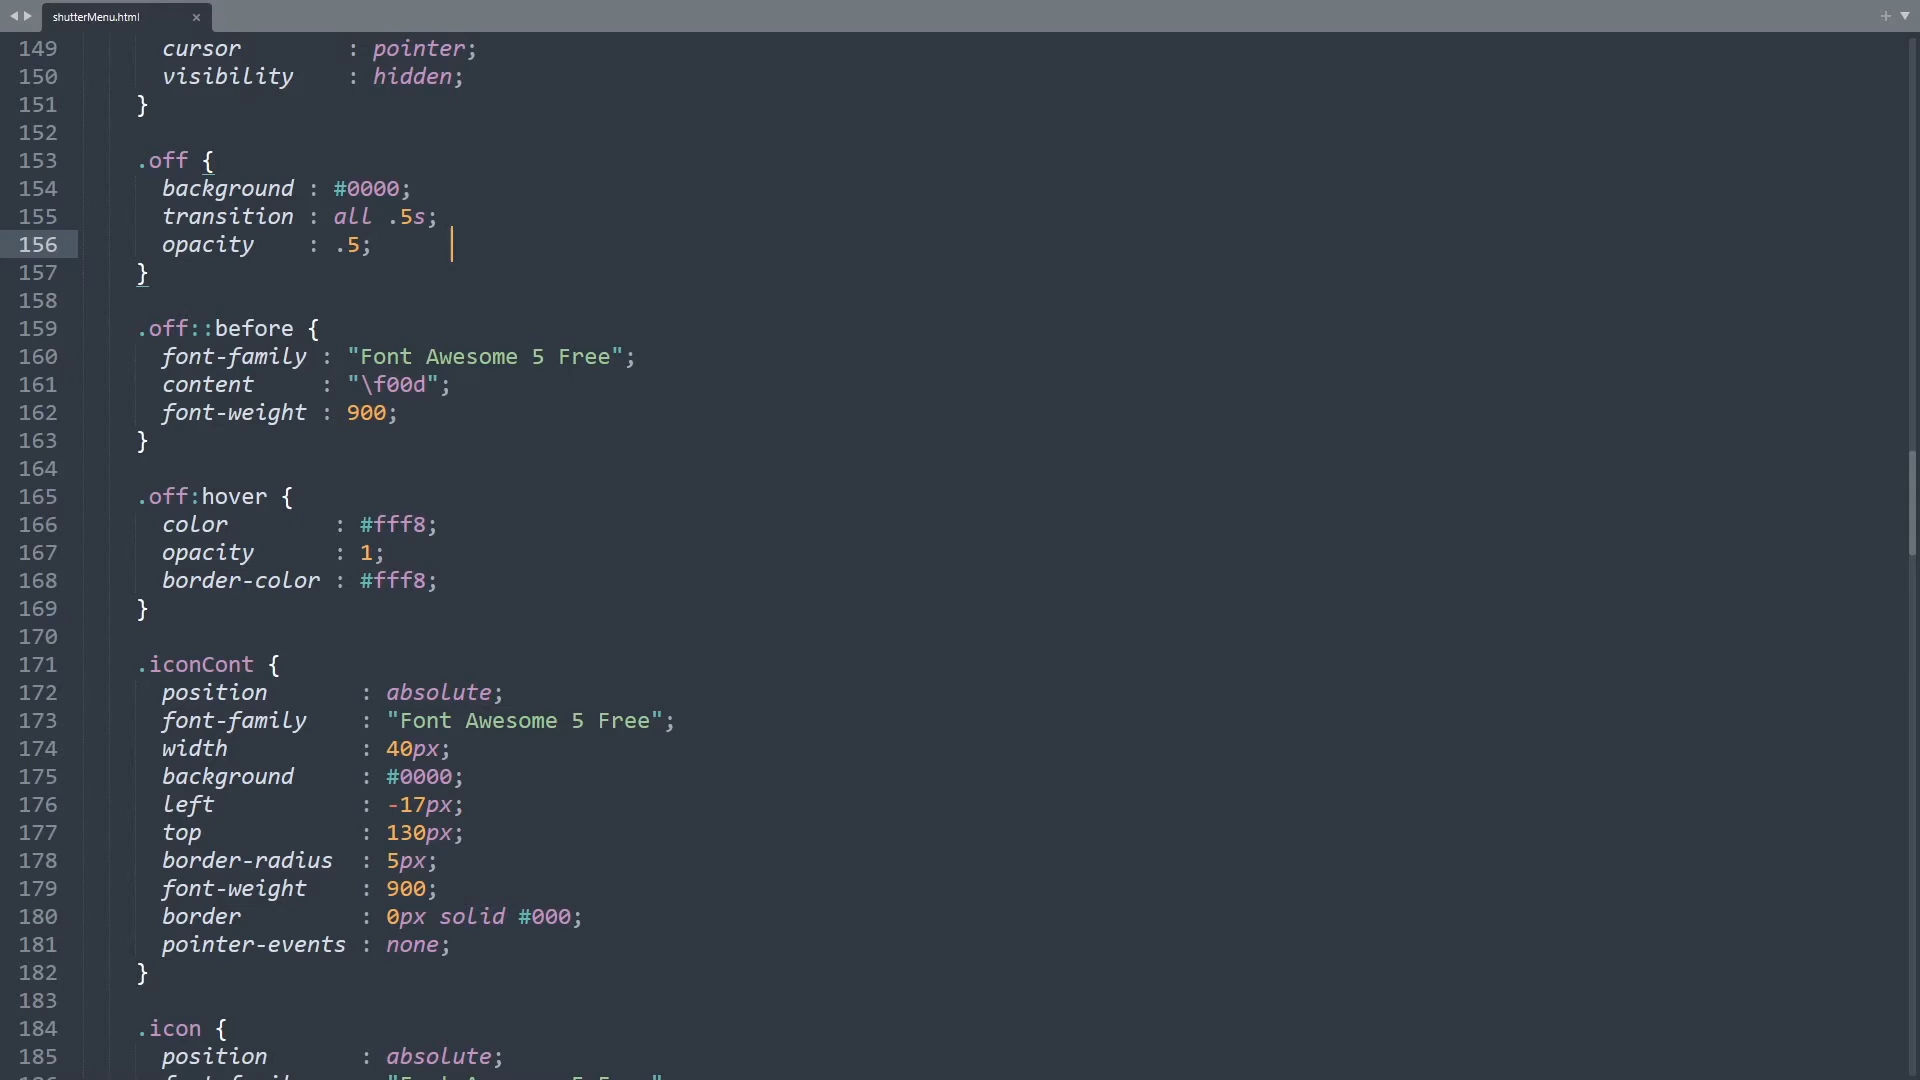 shutterMenu.html ×
149 cursor : pointer;
150 visibility : hidden;
151 }
152
153 .off {
154 background : #0000;
155 transition : all .5s;
156 opacity : .5;
157 }
158
159 .off::before {
160 font-family : "Font Awesome 5 Free";
161 content : "\f00d";
162 font-weight : 900;
163 }
164
165 .off:hover {
166 color : #fff8;
167 opacity : 1;
168 border-color : #fff8;
169 }
170
171 .iconCont {
172 position : absolute;
173 font-family : "Font Awesome 5 Free";
174 width : 40px;
175 background : #0000;
176 left : -17px;
177 top : 130px;
178 border-radius : 5px;
179 font-weight : 900;
180 border : 0px solid #000;
181 pointer-events : none;
182 }
183
184 .icon {
185 position : absolute;